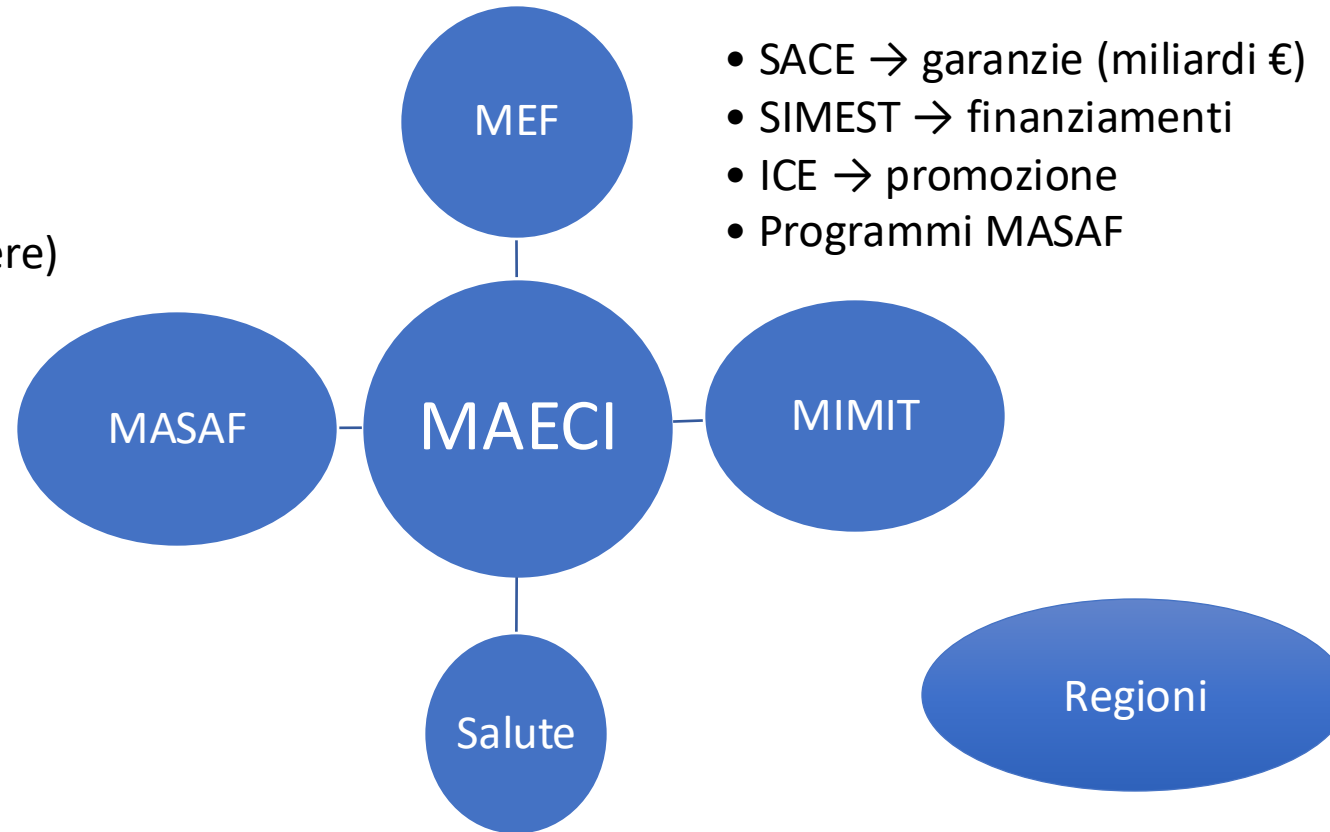 MEF
• SACE → garanzie (miliardi €)
• SIMEST → finanziamenti
• ICE → promozione
• Programmi MASAF
ere)
MASAF
MAECI
MIMIT
Salute
Regioni